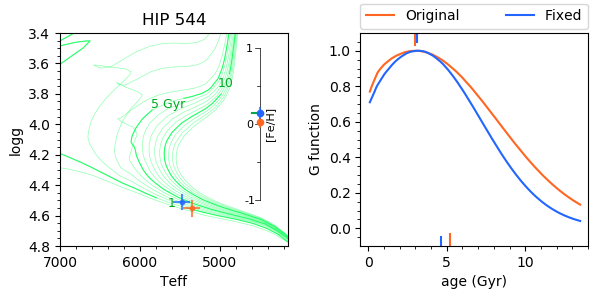 HIP 544
Original Fixed
3.4
3.6
3.8
4.0
4.2
4.4
4.6
4.8
logg
7000 6000 5000
Teff
5 Gyr
10
1
1
0
-1
[Fe/H]
1.0
0.8
0.6
0.4
0.2
0.0
G function
0 5 10
age (Gyr)